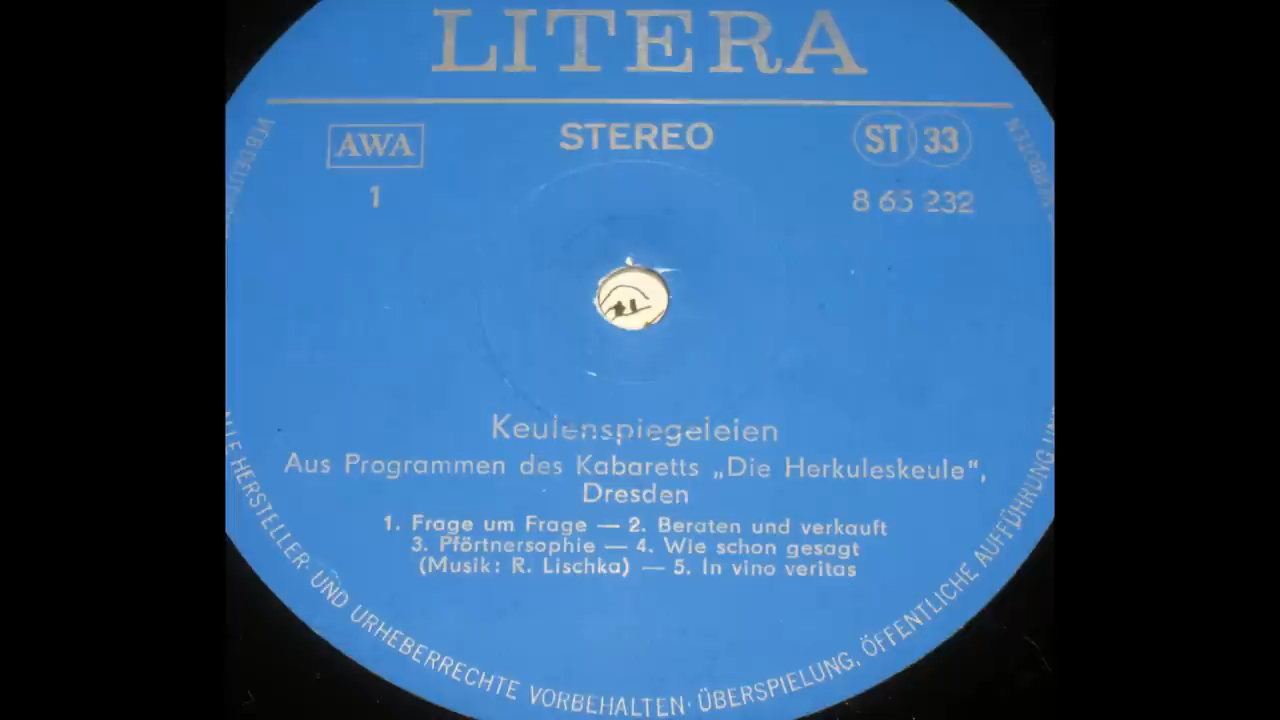 LITERA
AWA
STEREO
ST 33
1
8 65 232
Keulenspiegeleien
Aus Programmen des Kabaretts „Die Herkuleskeule“,
Dresden
1. Frage um Frage — 2. Beraten und verkauft
3. Pförtnersophie — 4. Wie schon gesagt
(Musik: R. Lischka) — 5. In vino veritas
ALLE HERSTELLER- UND URHEBERRECHTE VORBEHALTEN · ÜBERSPIELUNG, ÖFFENTLICHE AUFFÜHRUNG